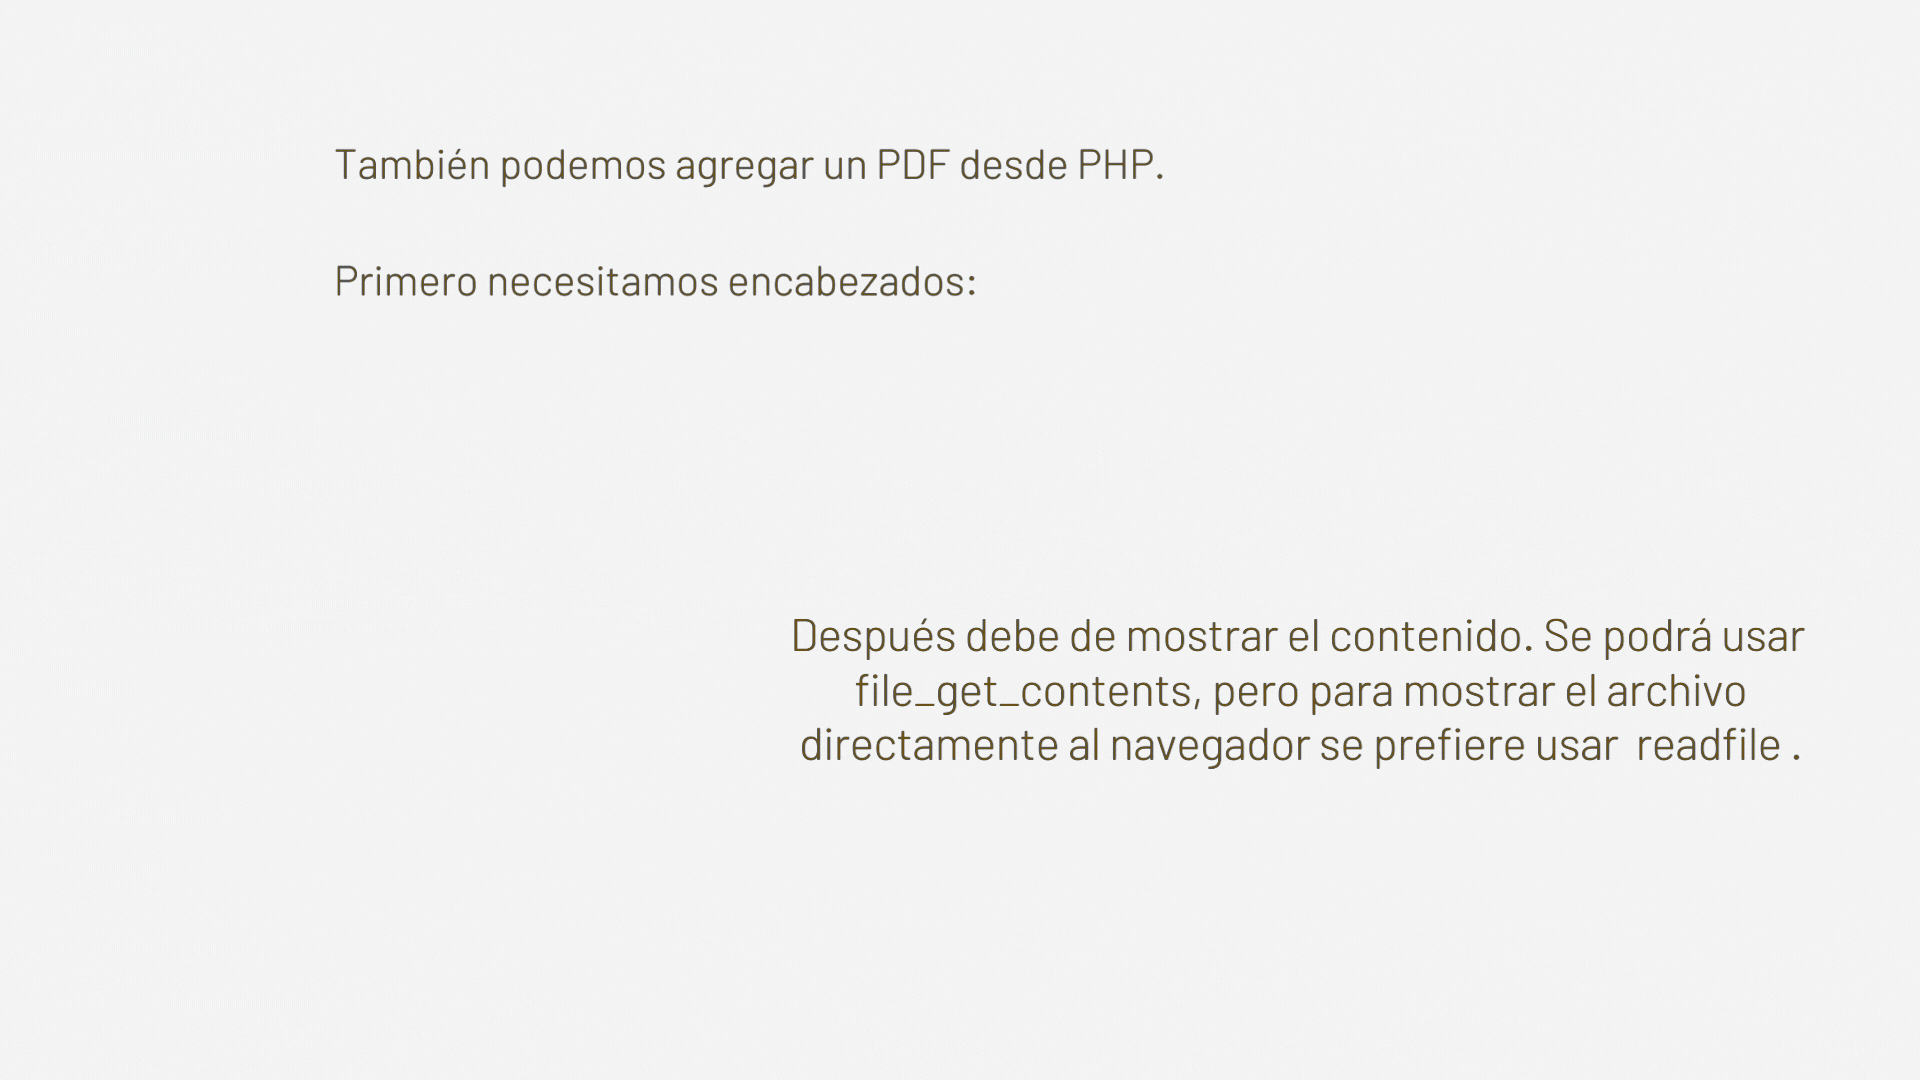 También podemos agregar un PDF desde PHP.
Primero necesitamos encabezados:
Después debe de mostrar el contenido. Se podrá usar
file_get_contents, pero para mostrar el archivo
directamente al navegador se prefiere usar  readfile .